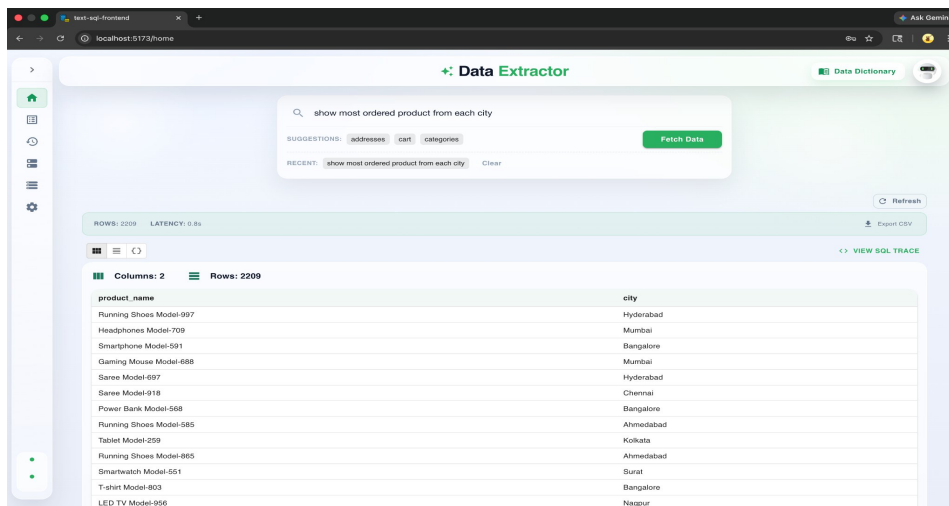 text-sql-frontend
Ask Gemin
localhost:5173/home
Data Extractor
Data Dictionary
show most ordered product from each city
SUGGESTIONS: addresses cart categories
Fetch Data
RECENT: show most ordered product from each city Clear
Refresh
ROWS: 2209 LATENCY: 0.8s
Export CSV
VIEW SQL TRACE
Columns: 2 Rows: 2209
product_name city
Running Shoes Model-997 Hyderabad
Headphones Model-709 Mumbai
Smartphone Model-591 Bangalore
Gaming Mouse Model-688 Mumbai
Saree Model-697 Hyderabad
Saree Model-918 Chennai
Power Bank Model-568 Bangalore
Running Shoes Model-585 Ahmedabad
Tablet Model-259 Kolkata
Running Shoes Model-865 Ahmedabad
Smartwatch Model-551 Surat
T-shirt Model-803 Bangalore
LED TV Model-956 Nagpur